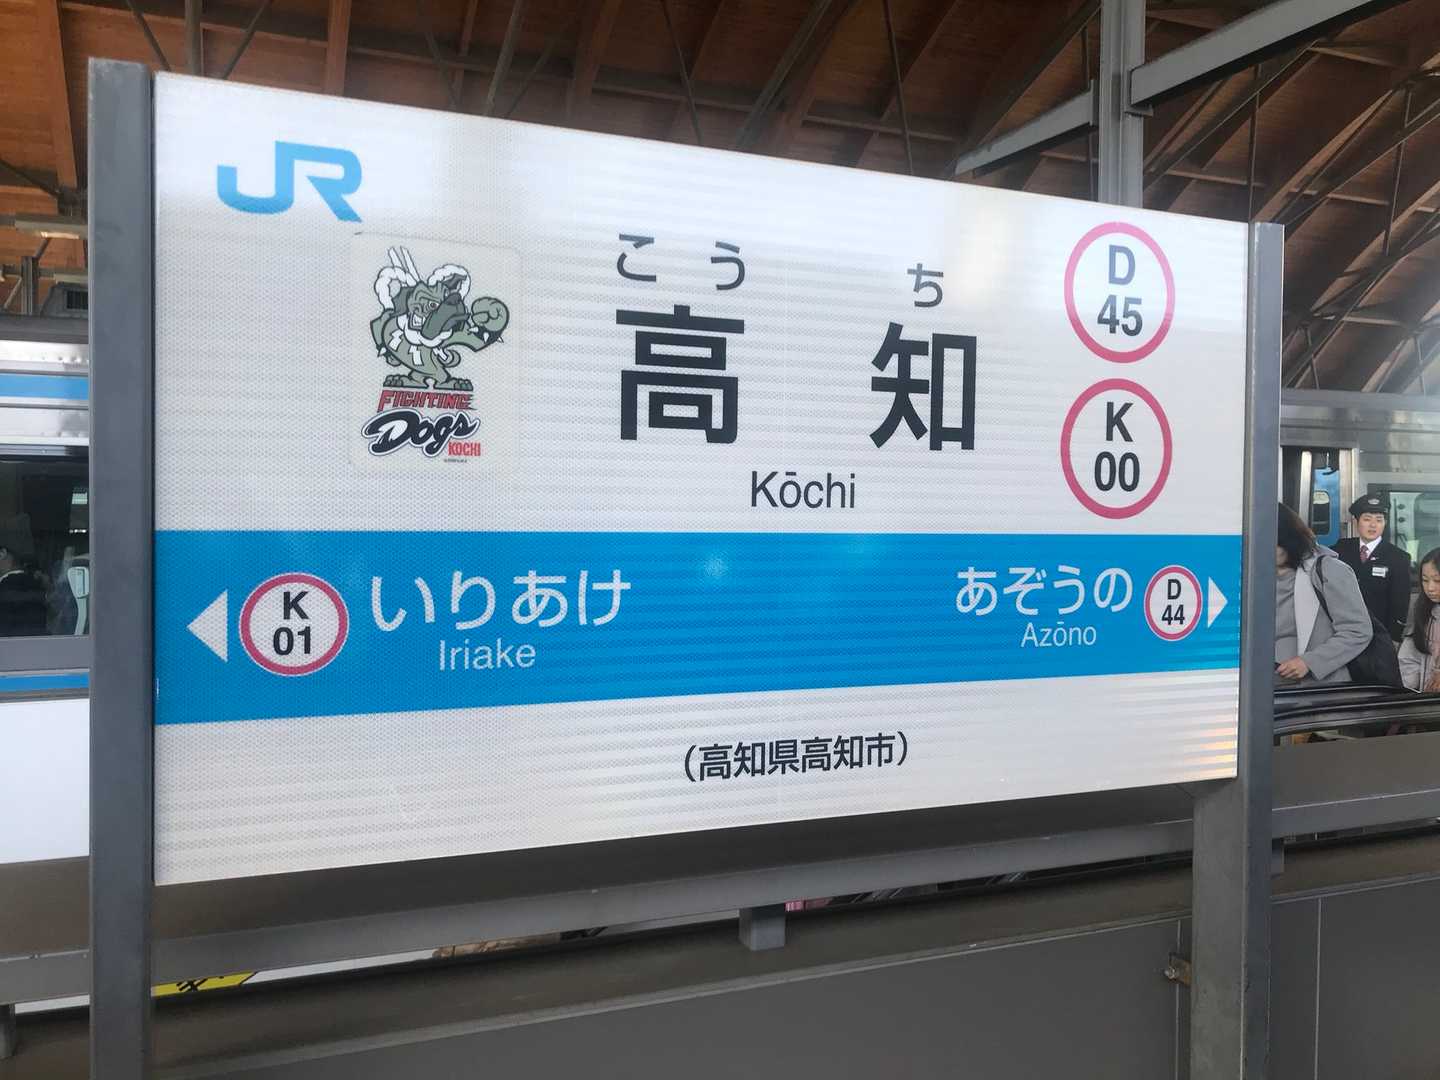 JR
FIGHTING
Dogs
KOCHI
こうち
高知
Kōchi
D
45
K
00
K
01
いりあけ
Iriake
あぞうの
Azōno
D
44
（高知県高知市）